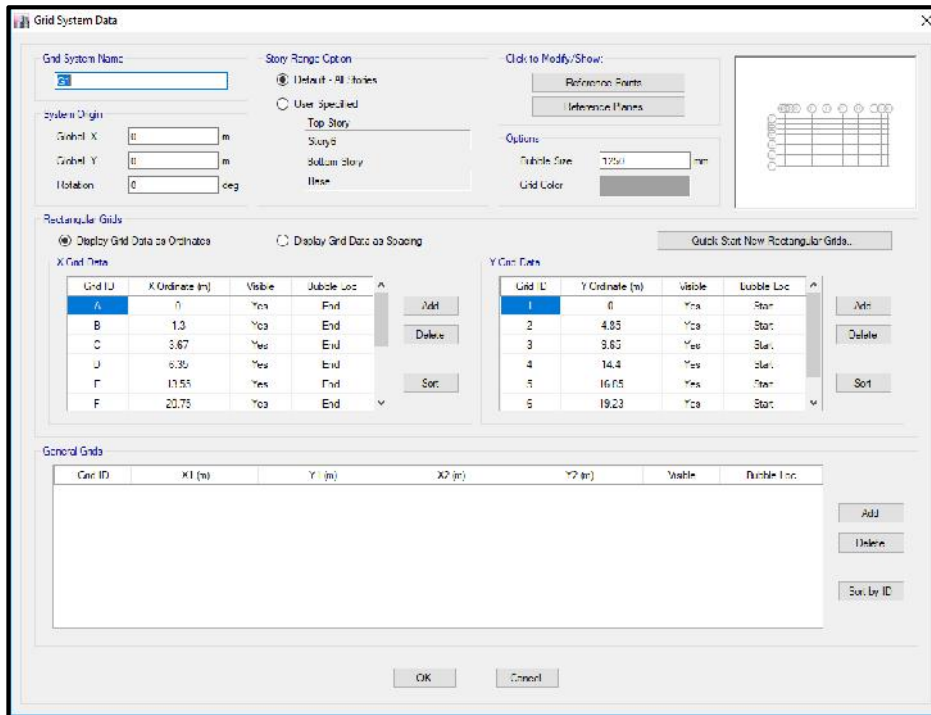 Grid System Data
Grid System Name
G1
Story Range Option
Default - All Stories
User Specified
Top Story
Story6
Bottom Story
Base
Click to Modify/Show:
Reference Points
Reference Planes
System Origin
Global X 0 m
Global Y 0 m
Rotation 0 deg
Options
Bubble Size 1250 mm
Grid Color
Rectangular Grids
Display Grid Data as Ordinates
Display Grid Data as Spacing
Quick Start New Rectangular Grids...
X Grid Data
Grid ID X Ordinate (m) Visible Bubble Loc
A 0 Yes End
B 1.3 Yes End
C 3.67 Yes End
D 6.35 Yes End
E 13.55 Yes End
F 20.75 Yes End
Add
Delete
Sort
Y Grid Data
Grid ID Y Ordinate (m) Visible Bubble Loc
1 0 Yes Start
2 4.85 Yes Start
3 9.65 Yes Start
4 14.4 Yes Start
5 16.85 Yes Start
6 19.23 Yes Start
Add
Delete
Sort
General Grids
Grid ID X1 (m) Y1 (m) X2 (m) Y2 (m) Visible Bubble Loc
Add
Delete
Sort by ID
OK Cancel